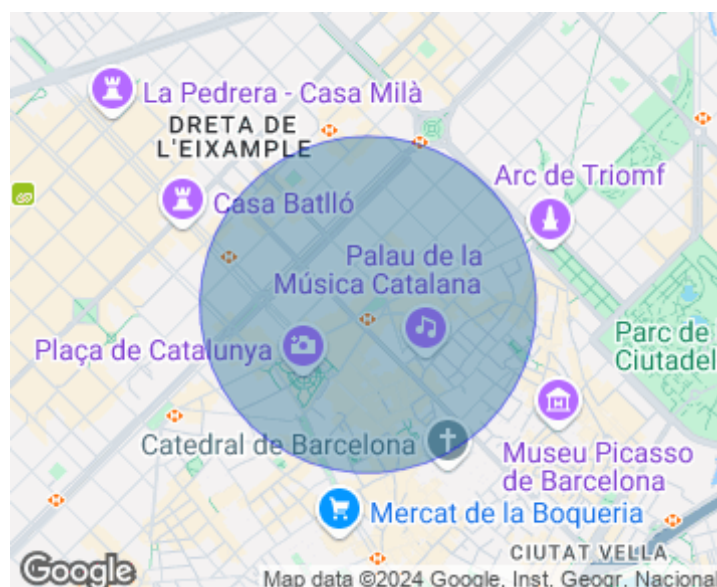 La Pedrera - Casa Milà
DRETA DE
L'EIXAMPLE
Arc de Triomf
Casa Batlló
Palau de la
Música Catalana
Parc de
Ciutadel
Plaça de Catalunya
Catedral de Barcelona
Museu Picasso
de Barcelona
Mercat de la Boqueria
CIUTAT VELLA
Google
Map data ©2024 Google, Inst. Geogr. Nacional